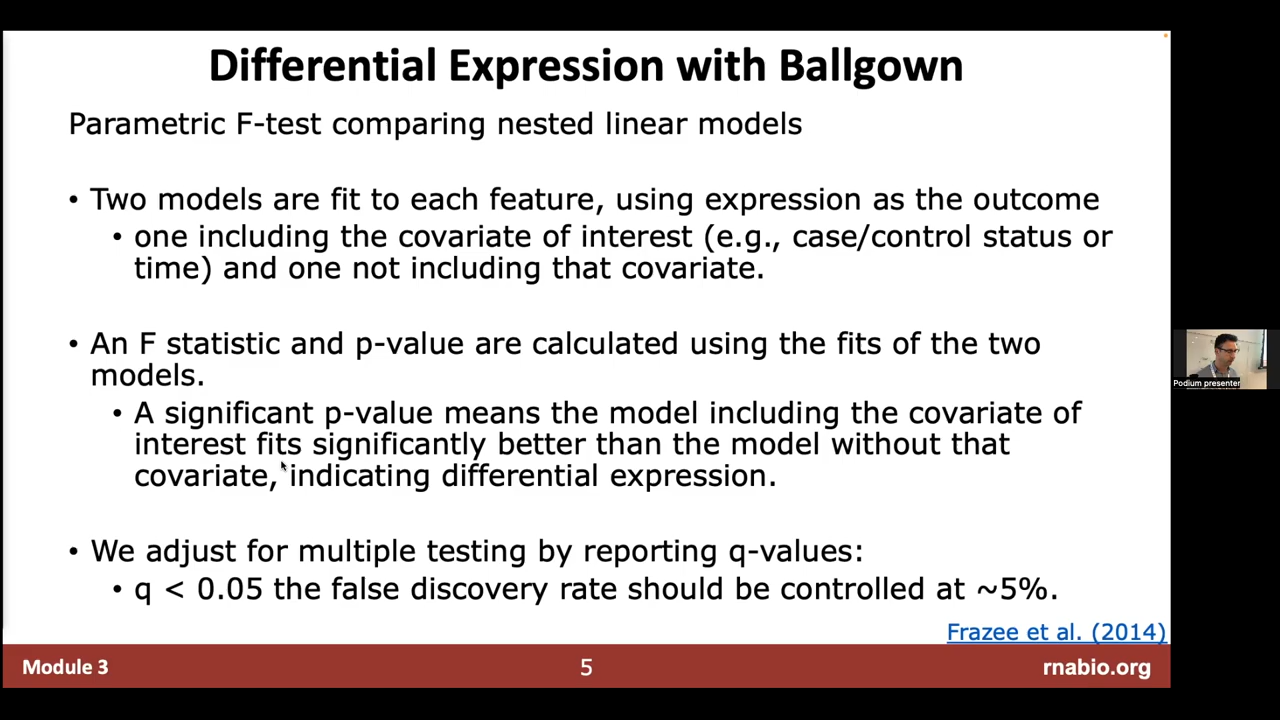 Differential Expression with Ballgown
Parametric F-test comparing nested linear models
• Two models are fit to each feature, using expression as the outcome
• one including the covariate of interest (e.g., case/control status or
time) and one not including that covariate.
• An F statistic and p-value are calculated using the fits of the two
models.
• A significant p-value means the model including the covariate of
interest fits significantly better than the model without that
covariate, indicating differential expression.
• We adjust for multiple testing by reporting q-values:
• q < 0.05 the false discovery rate should be controlled at ~5%.
Frazee et al. (2014)
Module 3
5
rnabio.org
Podium presenter